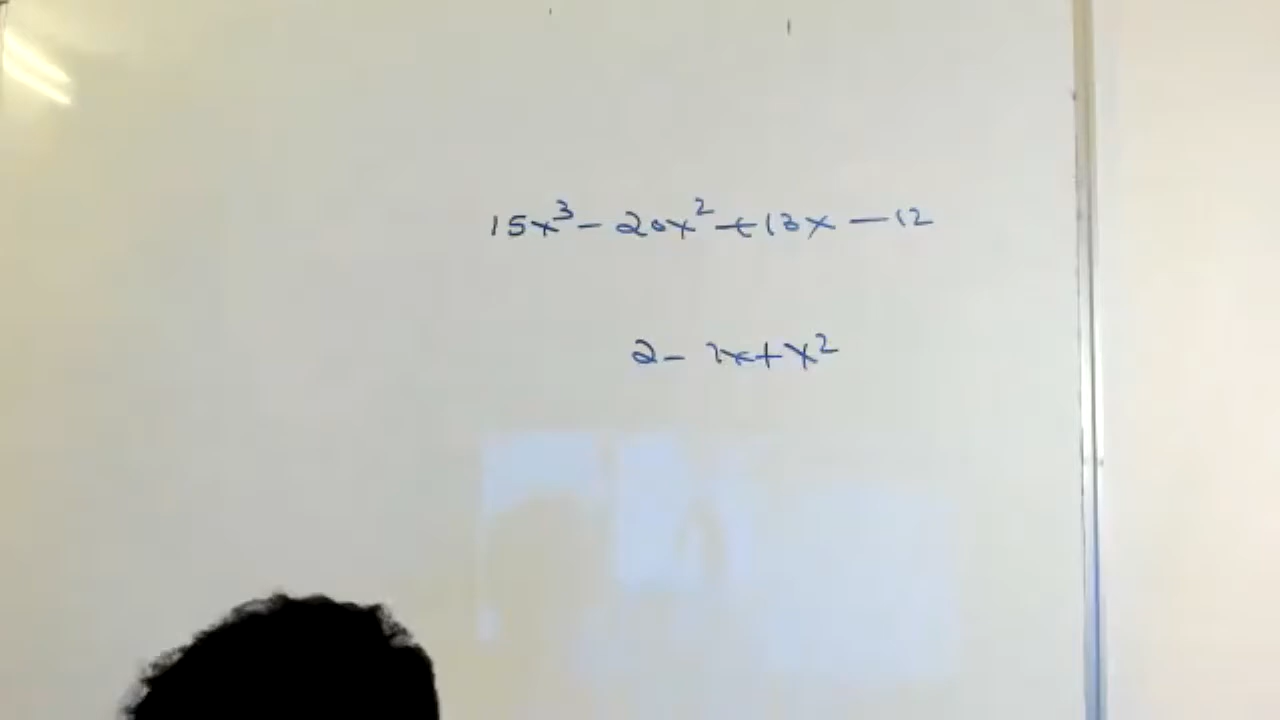 15x³ - 20x² + 13x - 12
2 - 2x + x²